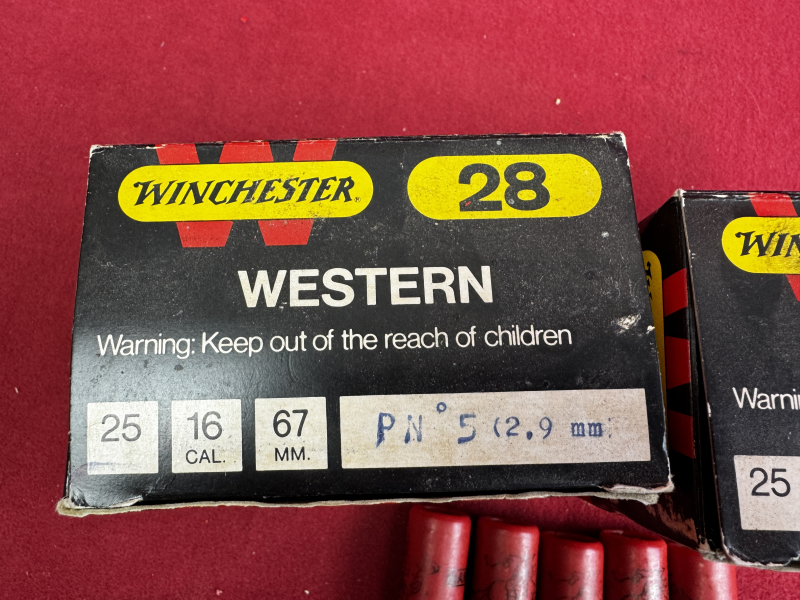 WINCHESTER®
28
WESTERN
Warning: Keep out of the reach of children
25
16
CAL.
67
MM.
PN°5 (2.9 mm)
WIN
Warni
25